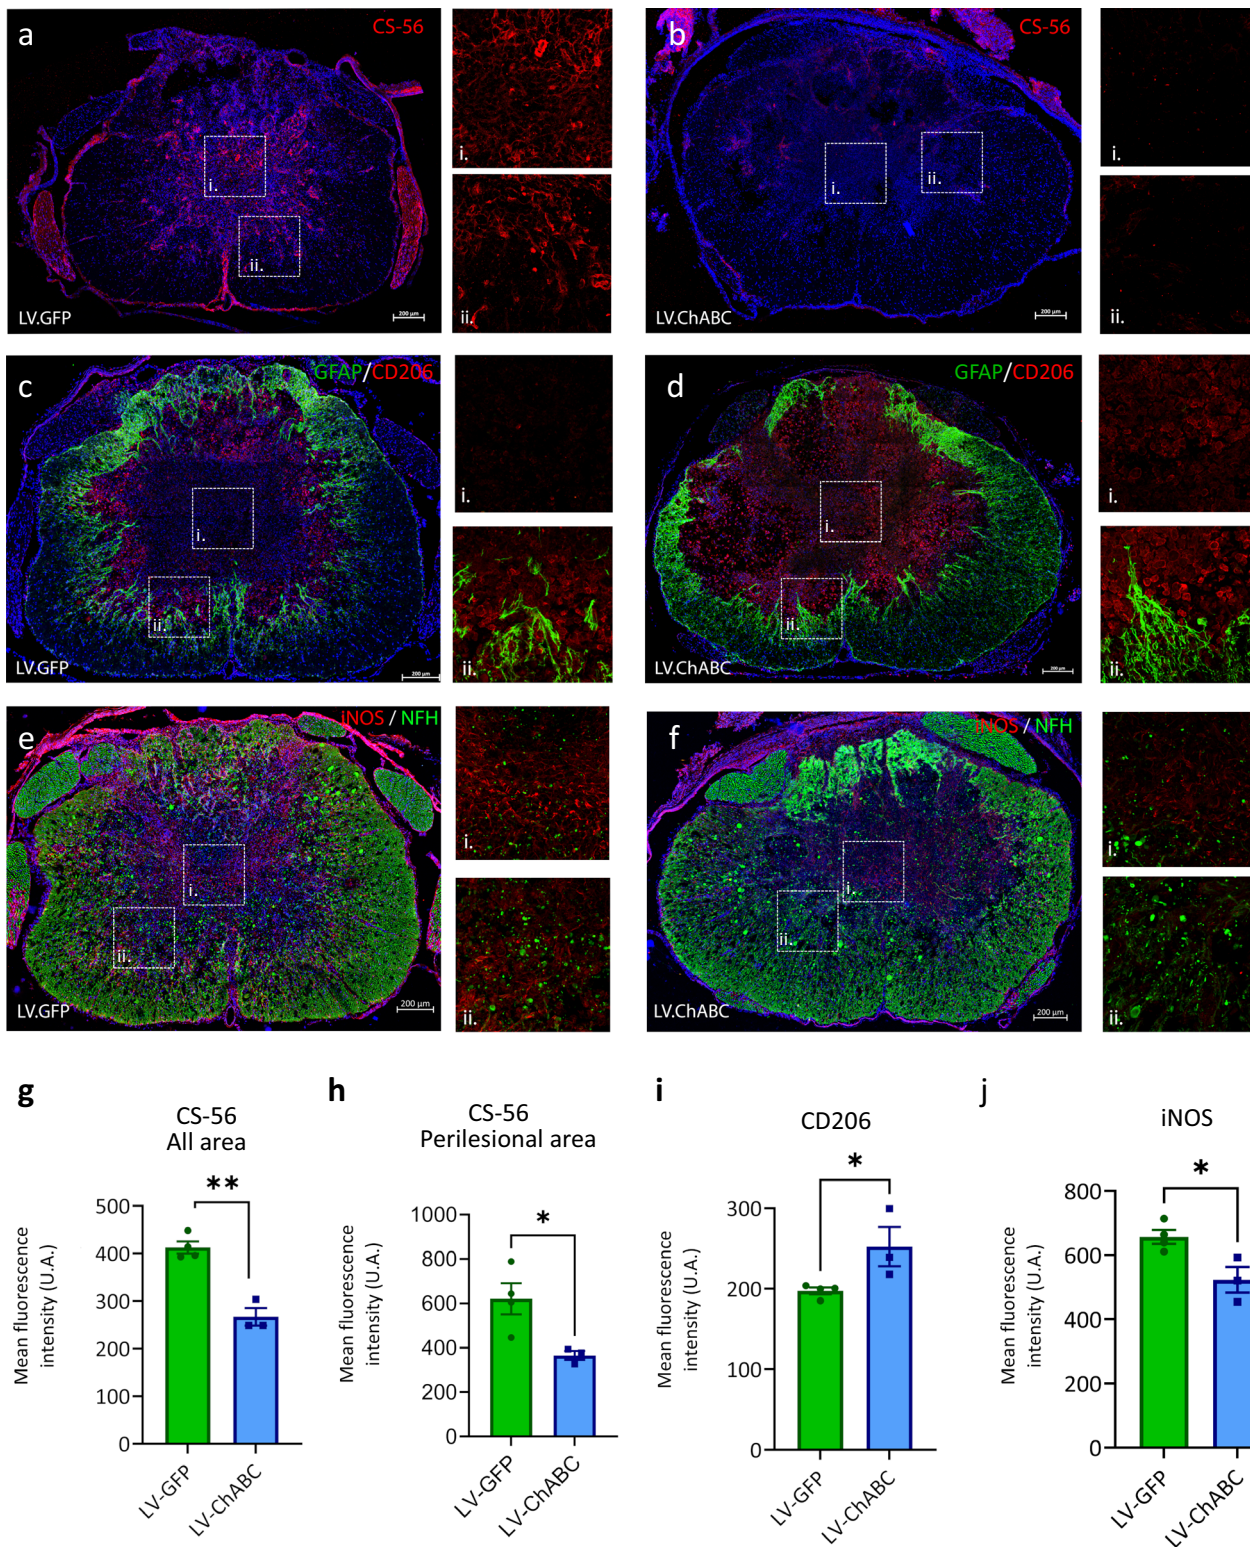 a
CS-56
i.
ii.
LV.GFP
200 µm
i.
ii.
b
CS-56
i.
ii.
LV.ChABC
200 µm
i.
ii.
c
GFAP/CD206
i.
ii.
LV.GFP
200 µm
i.
ii.
d
GFAP/CD206
i.
ii.
LV.ChABC
200 µm
i.
ii.
e
iNOS / NFH
i.
ii.
LV.GFP
200 µm
i.
ii.
f
iNOS / NFH
i.
ii.
LV.ChABC
200 µm
i.
ii.
g
CS-56
All area
**
Mean fluorescence
intensity (U.A.)
500
400
300
200
100
0
LV-GFP
LV-ChABC
h
CS-56
Perilesional area
*
Mean fluorescence
intensity (U.A.)
1000
800
600
400
200
0
LV-GFP
LV-ChABC
i
CD206
*
Mean fluorescence
intensity (U.A.)
300
200
100
0
LV-GFP
LV-ChABC
j
iNOS
*
Mean fluorescence
intensity (U.A.)
800
600
400
200
0
LV-GFP
LV-ChABC